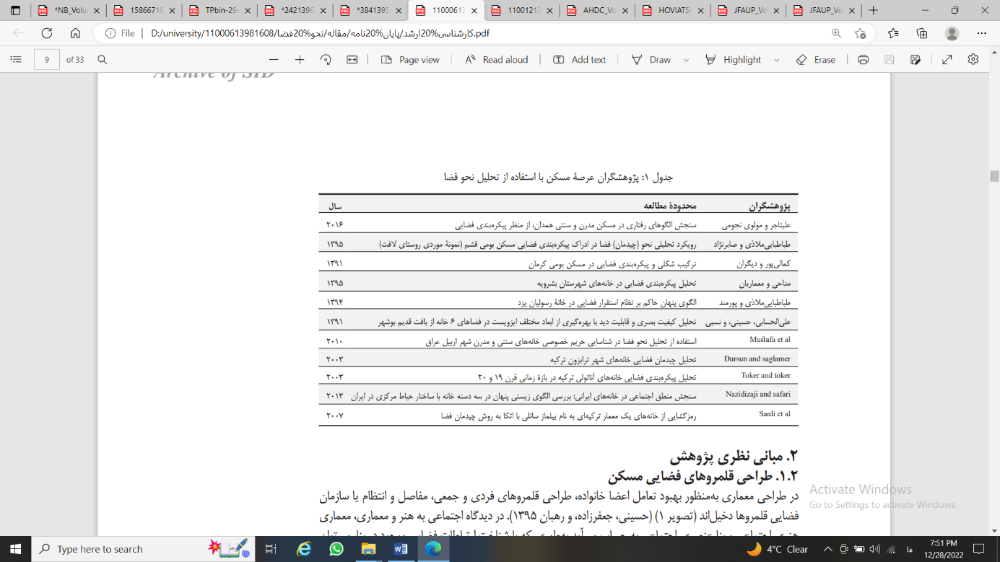 *NB_Volu
1586671
TPbin-29
*2421396
*3841395
11000613
11001213
AHDC_Vo
HOVIATS
JFAUP_Vo
JFAUP_Vo
File | D:/university/11000613981608/کارشناسی%20ارشد/پایان%20نامه/مقاله/نحو%20فضا.pdf
9 of 33
Page view
Read aloud
Add text
Draw
Highlight
Erase
Archive of SID
جدول ۱: پژوهشگران عرصهٔ مسکن با استفاده از تحلیل نحو فضا
پژوهشگران محدودهٔ مطالعه سال
علیتاجر و مولوی نجومی سنجش الگوهای رفتاری در مسکن مدرن و سنتی همدان، از منظر پیکره‌بندی فضایی ۲۰۱۶
طباطبایی‌ملاذی و صابرنژاد رویکرد تحلیلی نحو (چیدمان) فضا در ادراک پیکره‌بندی فضایی مسکن بومی قشم (نمونهٔ موردی روستای لافت) ۱۳۹۵
کمالی‌پور و دیگران ترکیب شکلی و پیکره‌بندی فضایی در مسکن بومی کرمان ۱۳۹۱
مداحی و معماریان تحلیل پیکره‌بندی فضایی در خانه‌های شهرستان بشرویه ۱۳۹۵
طباطبایی‌ملاذی و پورمند الگوی پنهان حاکم بر نظام استقرار فضایی در خانهٔ رسولیان یزد ۱۳۹۴
علی‌الحسابی، حسینی، و نسبی تحلیل کیفیت بصری و قابلیت دید با بهره‌گیری از ابعاد مختلف ایزویست در فضاهای ۶ خانه از بافت قدیم بوشهر ۱۳۹۱
Mustafa et al استفاده از تحلیل نحو فضا در شناسایی حریم خصوصی خانه‌های سنتی و مدرن شهر اربیل عراق ۲۰۱۰
Dursun and saglamer تحلیل چیدمان فضایی خانه‌های شهر ترابزون ترکیه ۲۰۰۳
Toker and toker تحلیل پیکره‌بندی فضایی خانه‌های آناتولی ترکیه در بازهٔ زمانی قرن ۱۹ و ۲۰ ۲۰۰۳
Nazidizaji and safari سنجش منطق اجتماعی در خانه‌های ایرانی: بررسی الگوی زیستی پنهان در سه دسته خانه با ساختار حیاط مرکزی در ایران ۲۰۱۳
Sanli et al رمزگشایی از خانه‌های یک معمار ترکیه‌ای به نام ییلماز سانلی با اتکا به روش چیدمان فضا ۲۰۰۷
۲. مبانی نظری پژوهش
۱.۲. طراحی قلمروهای فضایی مسکن
در طراحی معماری به‌منظور بهبود تعامل اعضا خانواده، طراحی قلمروهای فردی و جمعی، مفاصل و انتظام یا سازمان
فضایی قلمروها دخیل‌اند (تصویر ۱) (حسینی، جعفرزاده، و رهبان ۱۳۹۵). در دیدگاه اجتماعی به هنر و معماری، معماری
Activate Windows
Go to Settings to activate Windows.
Type here to search
4°C Clear
فا
7:51 PM
12/28/2022